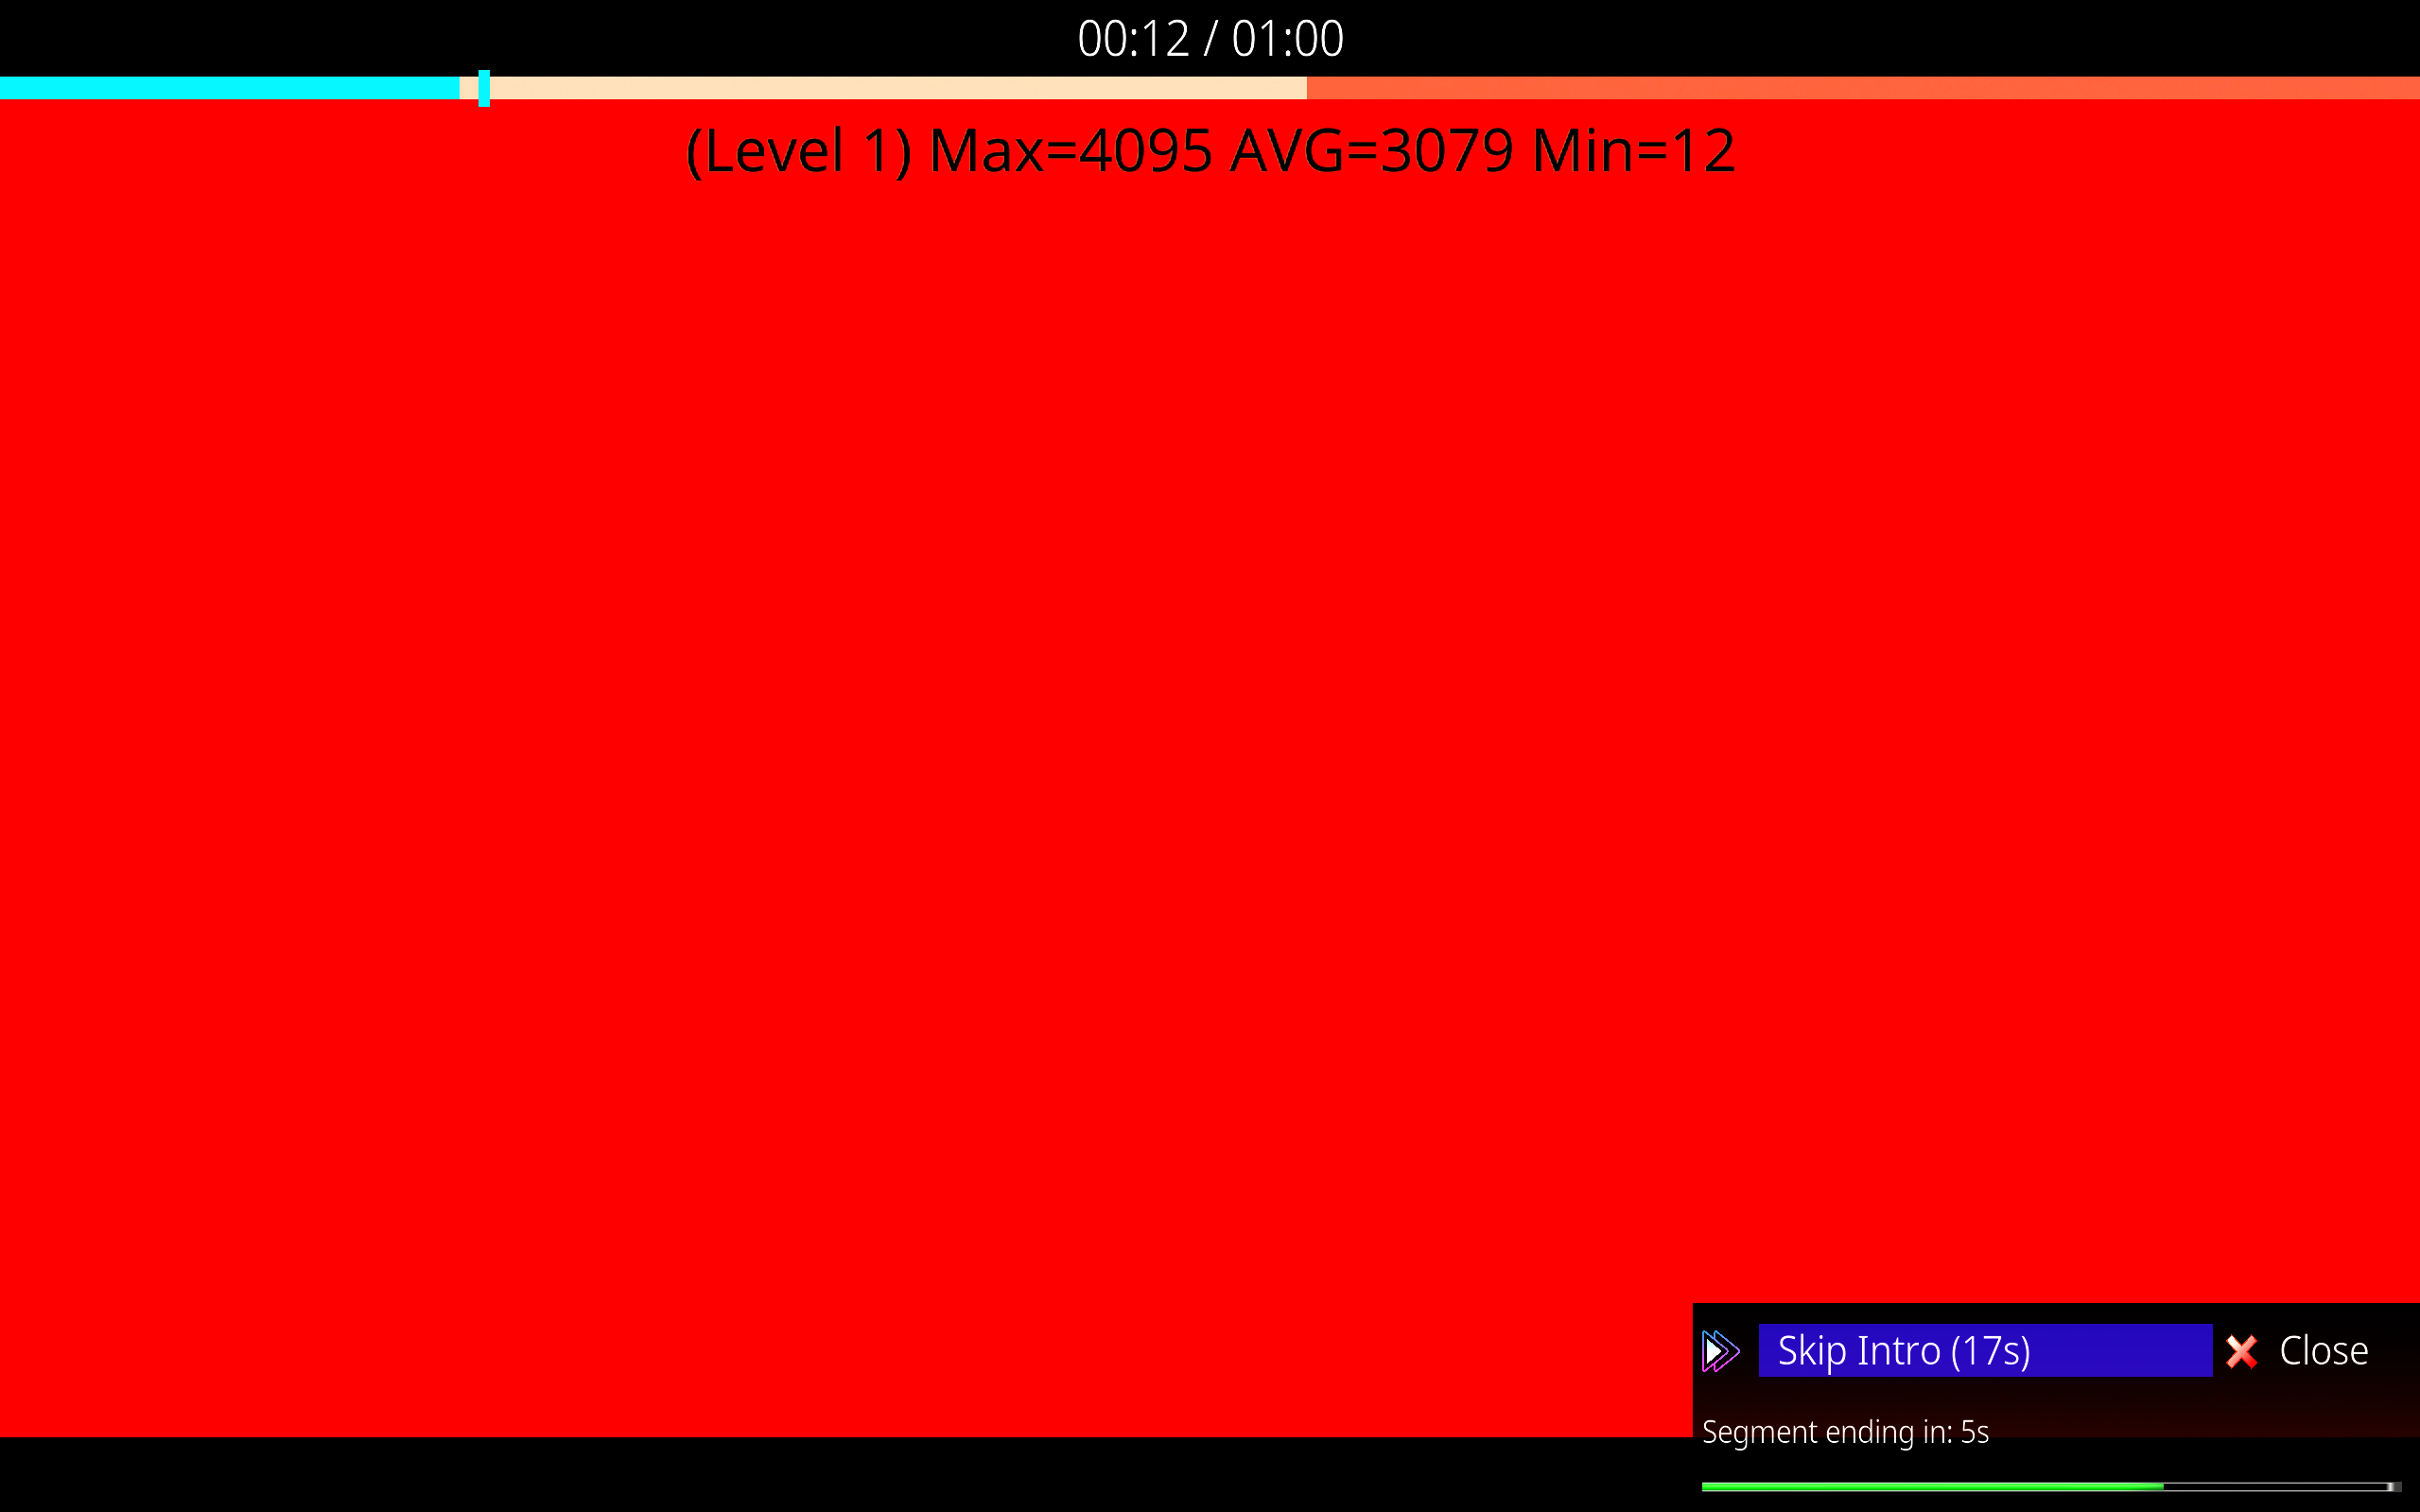 00:12 / 01:00
(Level 1) Max=4095 AVG=3079 Min=12
Skip Intro (17s) Close
Segment ending in: 5s